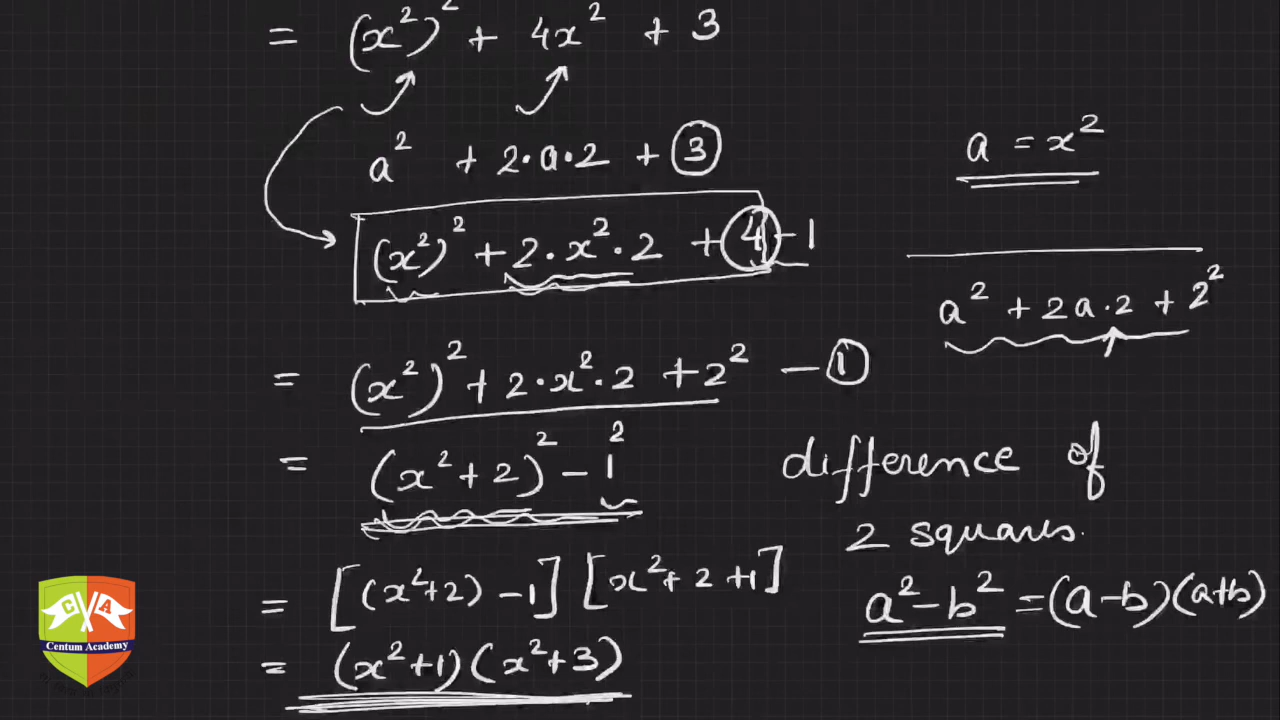 = (x²)² + 4x² + 3
a² + 2·a·2 + 3
(x²)² + 2·x²·2 + 4 - 1
= (x²)² + 2·x²·2 + 2² - 1
= (x²+2)² - 1²
= [(x²+2) -1] [x²+2+1]
= (x²+1)(x²+3)
a = x²
a² + 2a·2 + 2²
difference of
2 squares.
a²-b² = (a-b)(a+b)
C A
Centum Academy